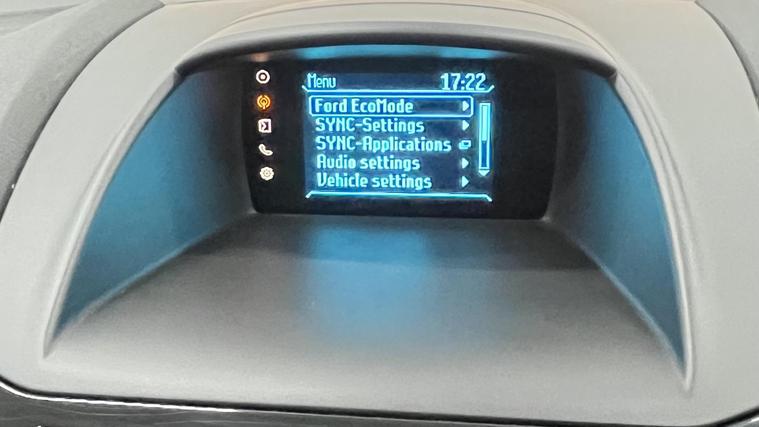 Menu 17:22
Ford EcoMode
SYNC-Settings
SYNC-Applications
Audio settings
Vehicle settings